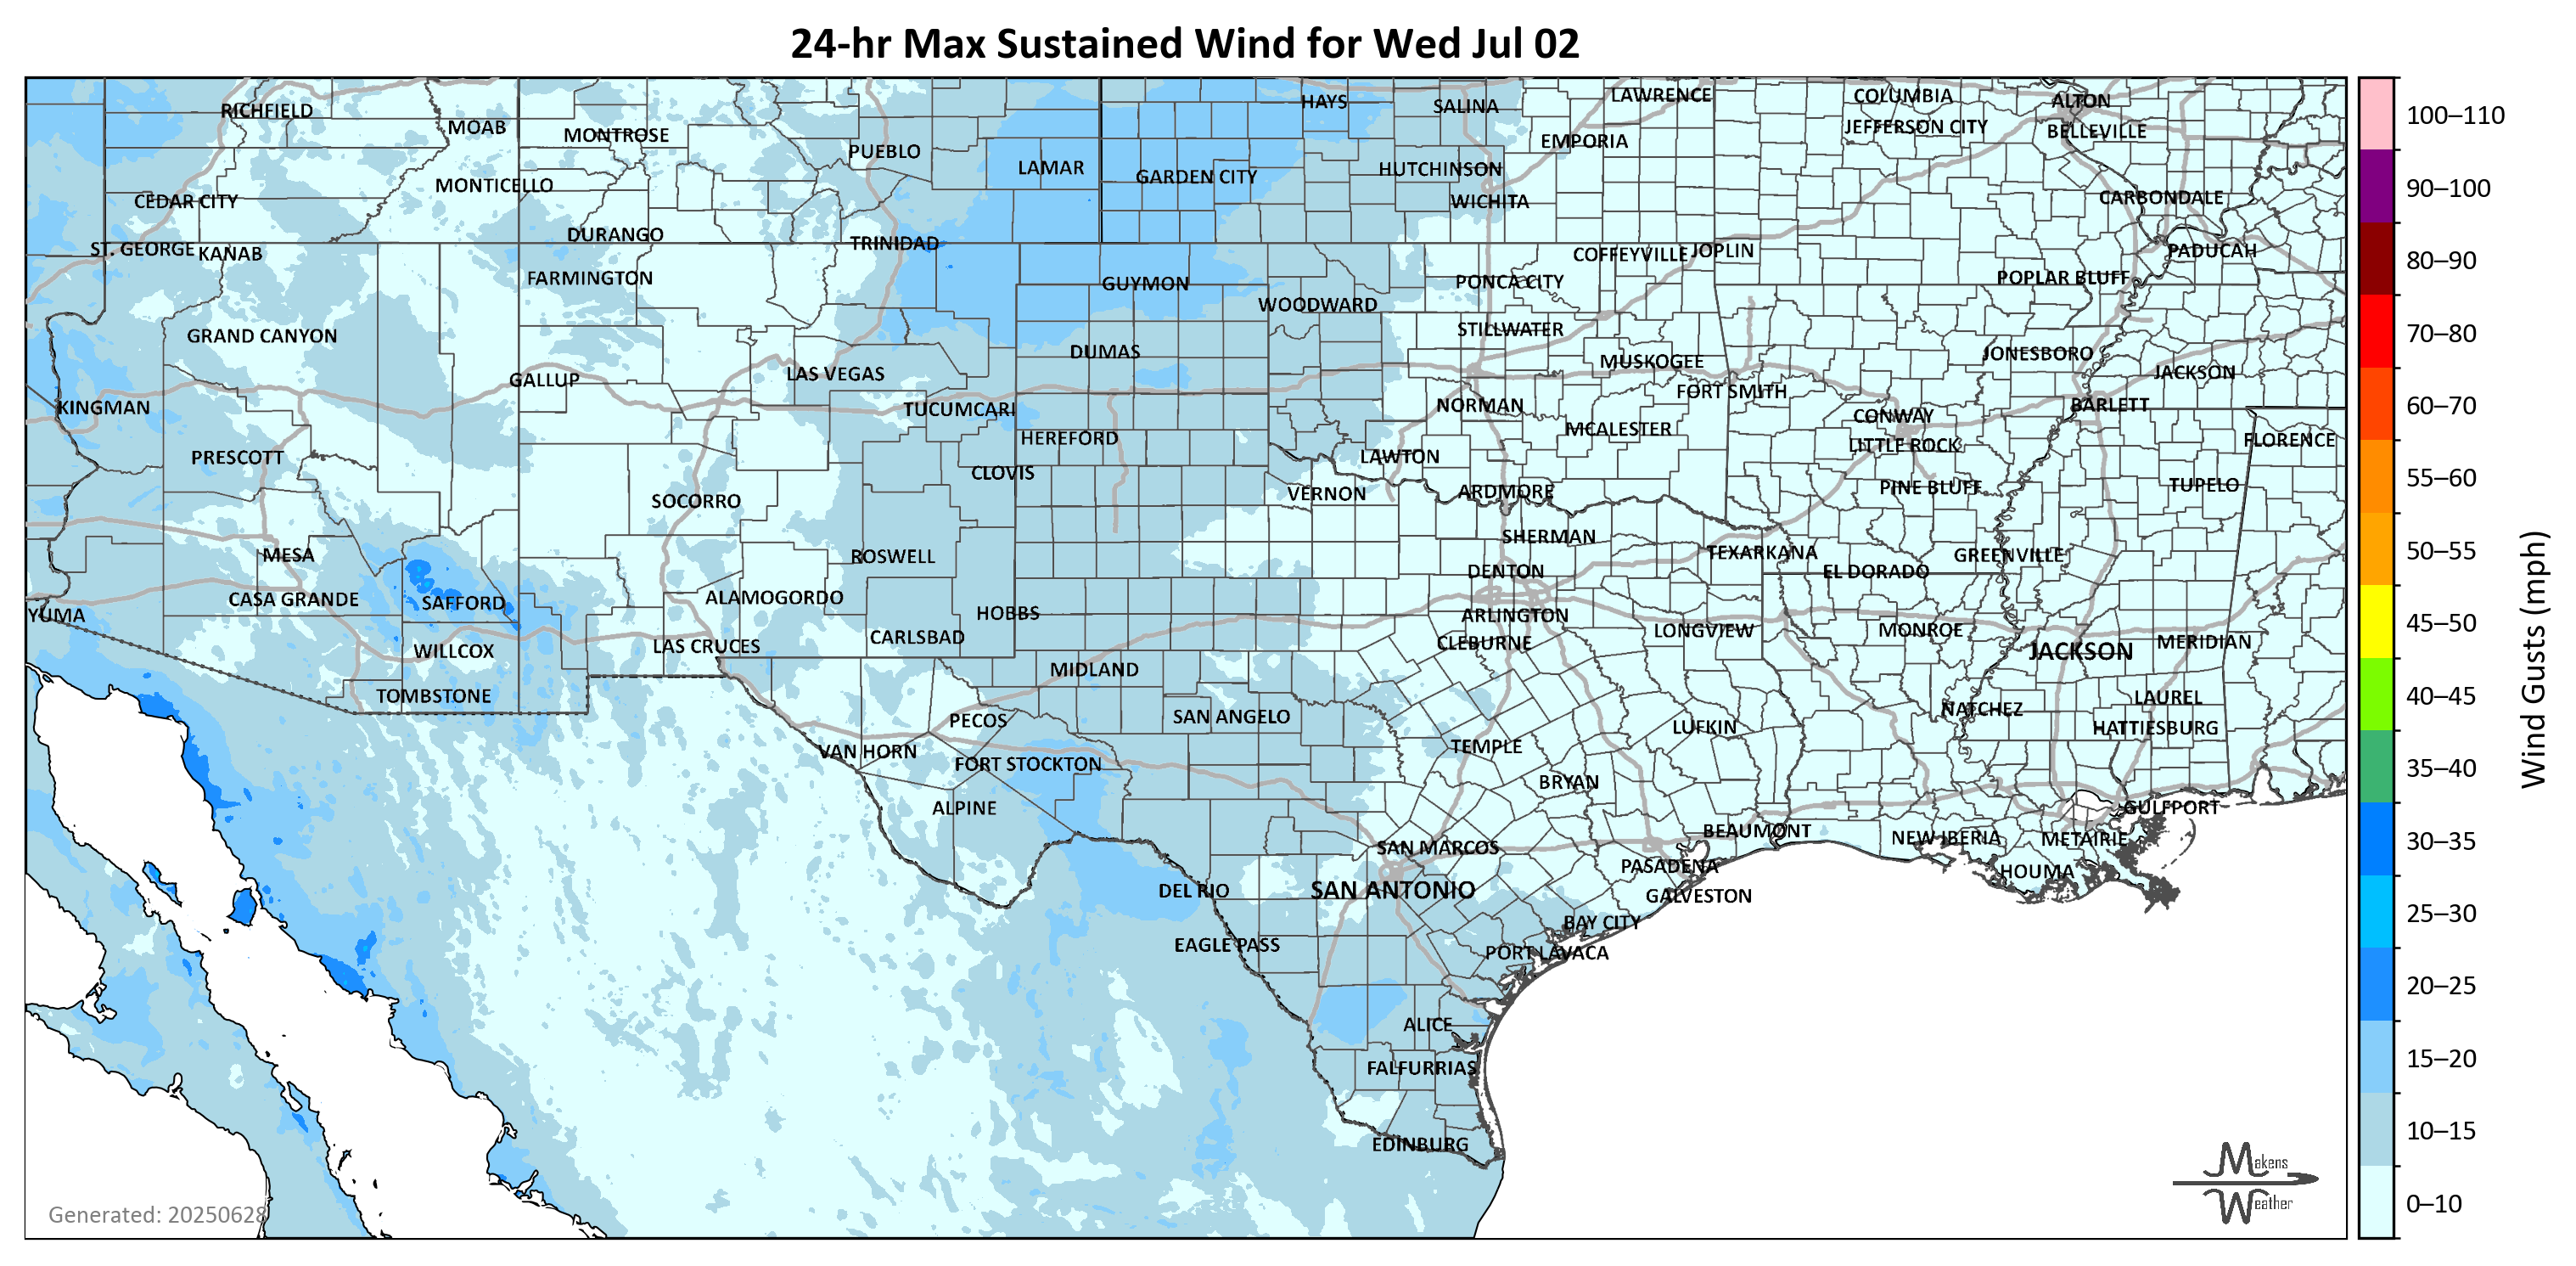 24-hr Max Sustained Wind for Wed Jul 02
RICHFIELD
MOAB
MONTROSE
PUEBLO
LAMAR
GARDEN CITY
HAYS
SALINA
LAWRENCE
COLUMBIA
ALTON
JEFFERSON CITY
BELLEVILLE
EMPORIA
HUTCHINSON
WICHITA
CEDAR CITY
MONTICELLO
CARBONDALE
ST. GEORGE
KANAB
DURANGO
TRINIDAD
COFFEYVILLE
JOPLIN
PADUCAH
FARMINGTON
GUYMON
WOODWARD
PONCA CITY
POPLAR BLUFF
GRAND CANYON
STILLWATER
DUMAS
MUSKOGEE
JONESBORO
GALLUP
LAS VEGAS
JACKSON
FORT SMITH
KINGMAN
TUCUMCARI
NORMAN
CONWAY
BARLETT
HEREFORD
MCALESTER
LITTLE ROCK
FLORENCE
PRESCOTT
CLOVIS
LAWTON
SOCORRO
VERNON
ARDMORE
PINE BLUFF
TUPELO
MESA
ROSWELL
SHERMAN
TEXARKANA
GREENVILLE
DENTON
EL DORADO
CASA GRANDE
SAFFORD
ALAMOGORDO
HOBBS
ARLINGTON
YUMA
CARLSBAD
CLEBURNE
LONGVIEW
MONROE
MERIDIAN
WILLCOX
LAS CRUCES
MIDLAND
JACKSON
TOMBSTONE
LAUREL
PECOS
SAN ANGELO
NATCHEZ
LUFKIN
HATTIESBURG
VAN HORN
TEMPLE
FORT STOCKTON
BRYAN
ALPINE
GULFPORT
BEAUMONT
NEW IBERIA
METAIRIE
SAN MARCOS
PASADENA
HOUMA
DEL RIO
SAN ANTONIO
GALVESTON
BAY CITY
EAGLE PASS
PORT LAVACA
ALICE
FALFURRIAS
EDINBURG
Generated: 20250628
Makens
Weather
100–110
90–100
80–90
70–80
60–70
55–60
50–55
45–50
40–45
35–40
30–35
25–30
20–25
15–20
10–15
0–10
Wind Gusts (mph)